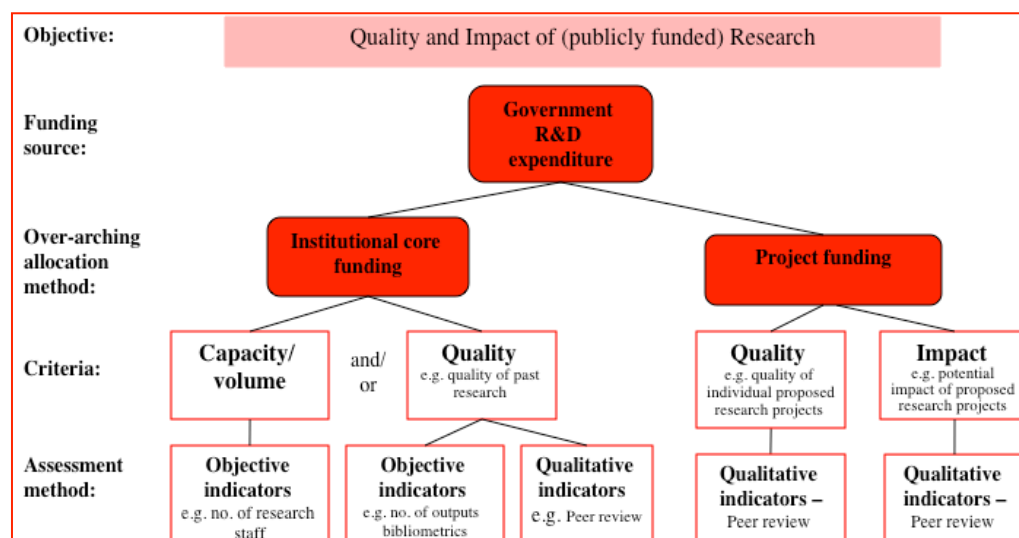 Objective:
Quality and Impact of (publicly funded) Research
Funding
source:
Government
R&D
expenditure
Over-arching
allocation
method:
Institutional core
funding
Project funding
Criteria:
Capacity/
volume
and/
or
Quality
e.g. quality of past
research
Quality
e.g. quality of
individual proposed
research projects
Impact
e.g. potential
impact of proposed
research projects
Assessment
method:
Objective
indicators
e.g. no. of research
staff
Objective
indicators
e.g. no. of outputs
bibliometrics
Qualitative
indicators
e.g. Peer review
Qualitative
indicators –
Peer review
Qualitative
indicators –
Peer review